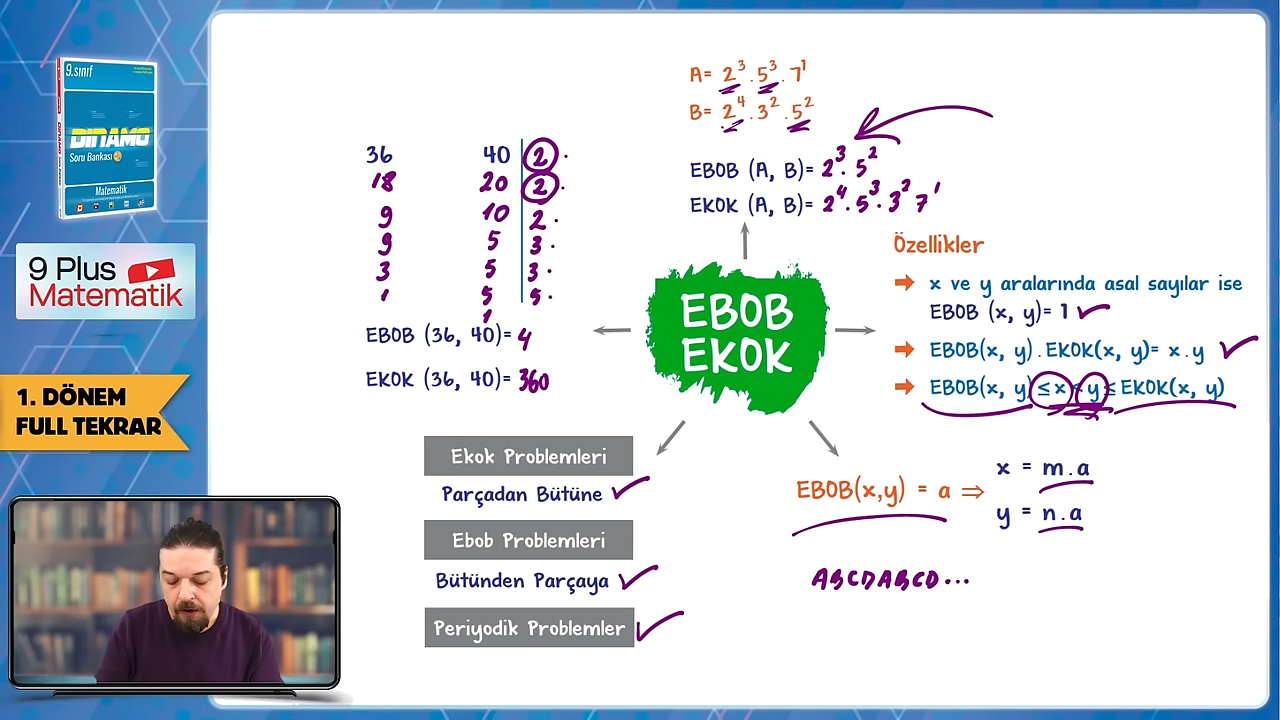 9.sınıf
DINAMO
Soru Bankası
Matematik
9 Plus
Matematik
1. DÖNEM
FULL TEKRAR
A= 2³.5³.7¹
B= 2⁴.3².5²
EBOB (A, B)= 2³.5²
EKOK (A, B)= 2⁴.5³.3²7¹
36 40 2.
18 20 2.
9 10 2.
9 5 3.
3 5 3.
1 5 5.
1
EBOB (36, 40)= 4
EKOK (36, 40)= 360
EBOB
EKOK
Özellikler
x ve y aralarında asal sayılar ise
EBOB (x, y)= 1
EBOB(x, y).EKOK(x, y)= x.y
EBOB(x, y) ≤ x < y ≤ EKOK(x, y)
Ekok Problemleri
Parçadan Bütüne
Ebob Problemleri
Bütünden Parçaya
Periyodik Problemler
EBOB(x,y) = a ⇒
x = m.a
y = n.a
ABCDABCD...